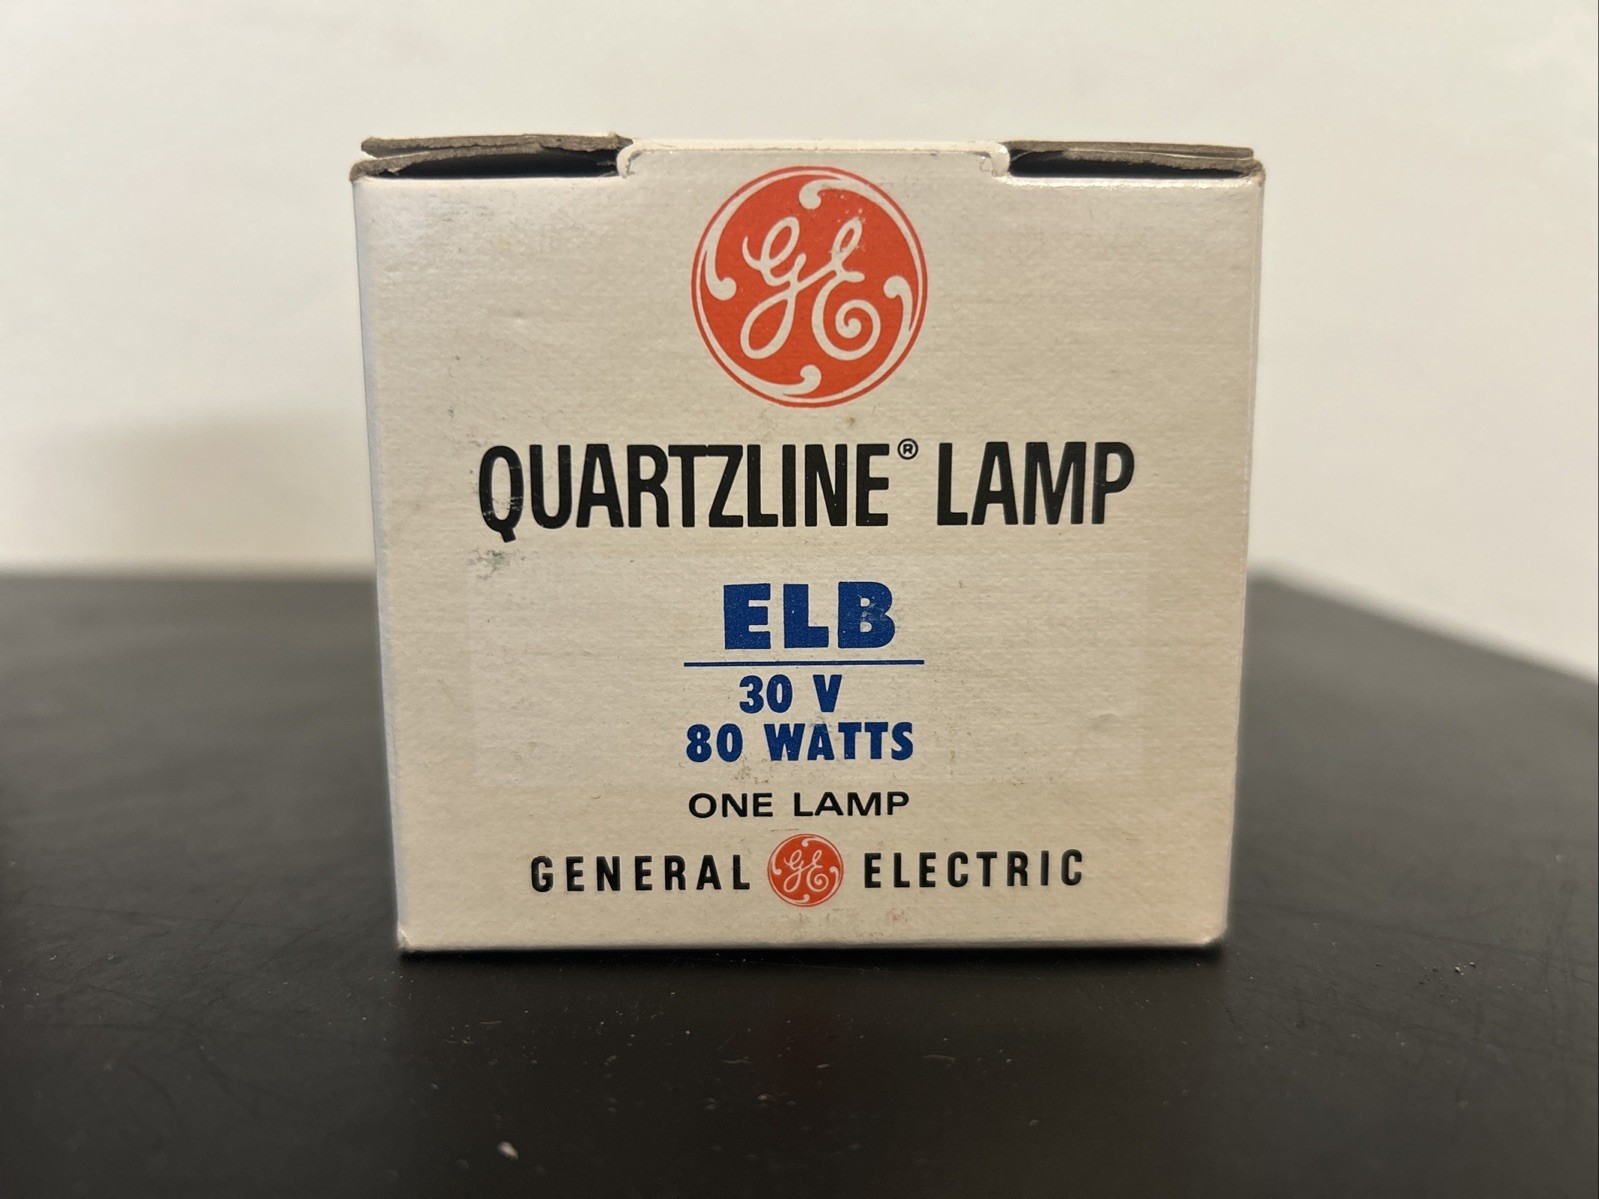 GE
QUARTZLINE® LAMP
ELB
30 V
80 WATTS
ONE LAMP
GENERAL GE ELECTRIC